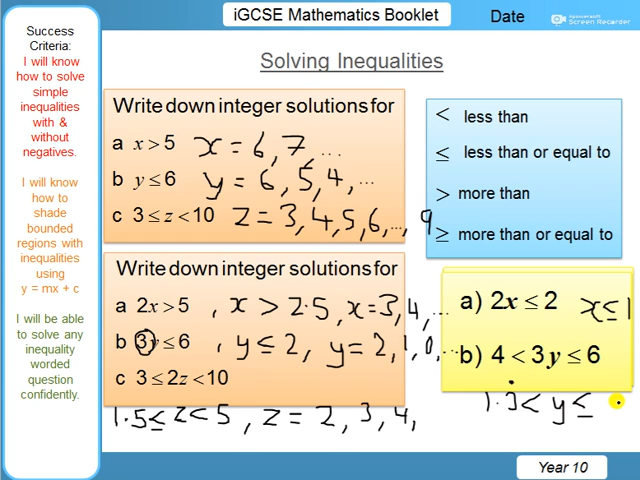 iGCSE Mathematics Booklet
Date
Apowersoft
Screen Recorder
Success
Criteria:
I will know
how to solve
simple
inequalities
with &
without
negatives.
I will know
how to
shade
bounded
regions with
inequalities
using
y = mx + c
I will be able
to solve any
inequality
worded
question
confidently.
Solving Inequalities
Write down integer solutions for
a x > 5 x = 6, 7, ...
b y ≤ 6 y = 6, 5, 4, ...
c 3 ≤ z < 10 z = 3, 4, 5, 6, ..., 9
< less than
≤ less than or equal to
> more than
≥ more than or equal to
Write down integer solutions for
a 2x > 5 , x > 2.5, x = 3, 4, ...
b 3y ≤ 6 , y ≤ 2, y = 2, 1, 0, ...
c 3 ≤ 2z < 10
1.5 ≤ z < 5, z = 2, 3, 4,
a) 2x ≤ 2 x ≤ 1
b) 4 < 3y ≤ 6
1.3̇ < y ≤
Year 10